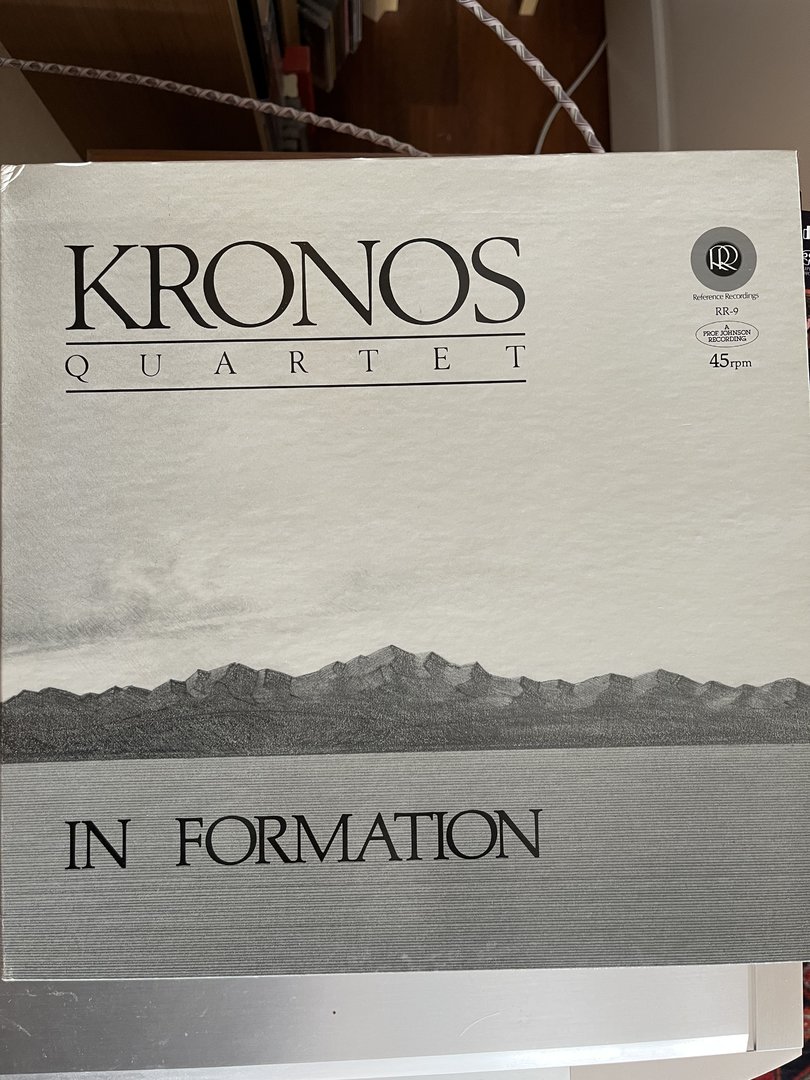 KRONOS
QUARTET
RR
Reference Recordings
RR-9
A
PROF JOHNSON
RECORDING
45rpm
IN FORMATION